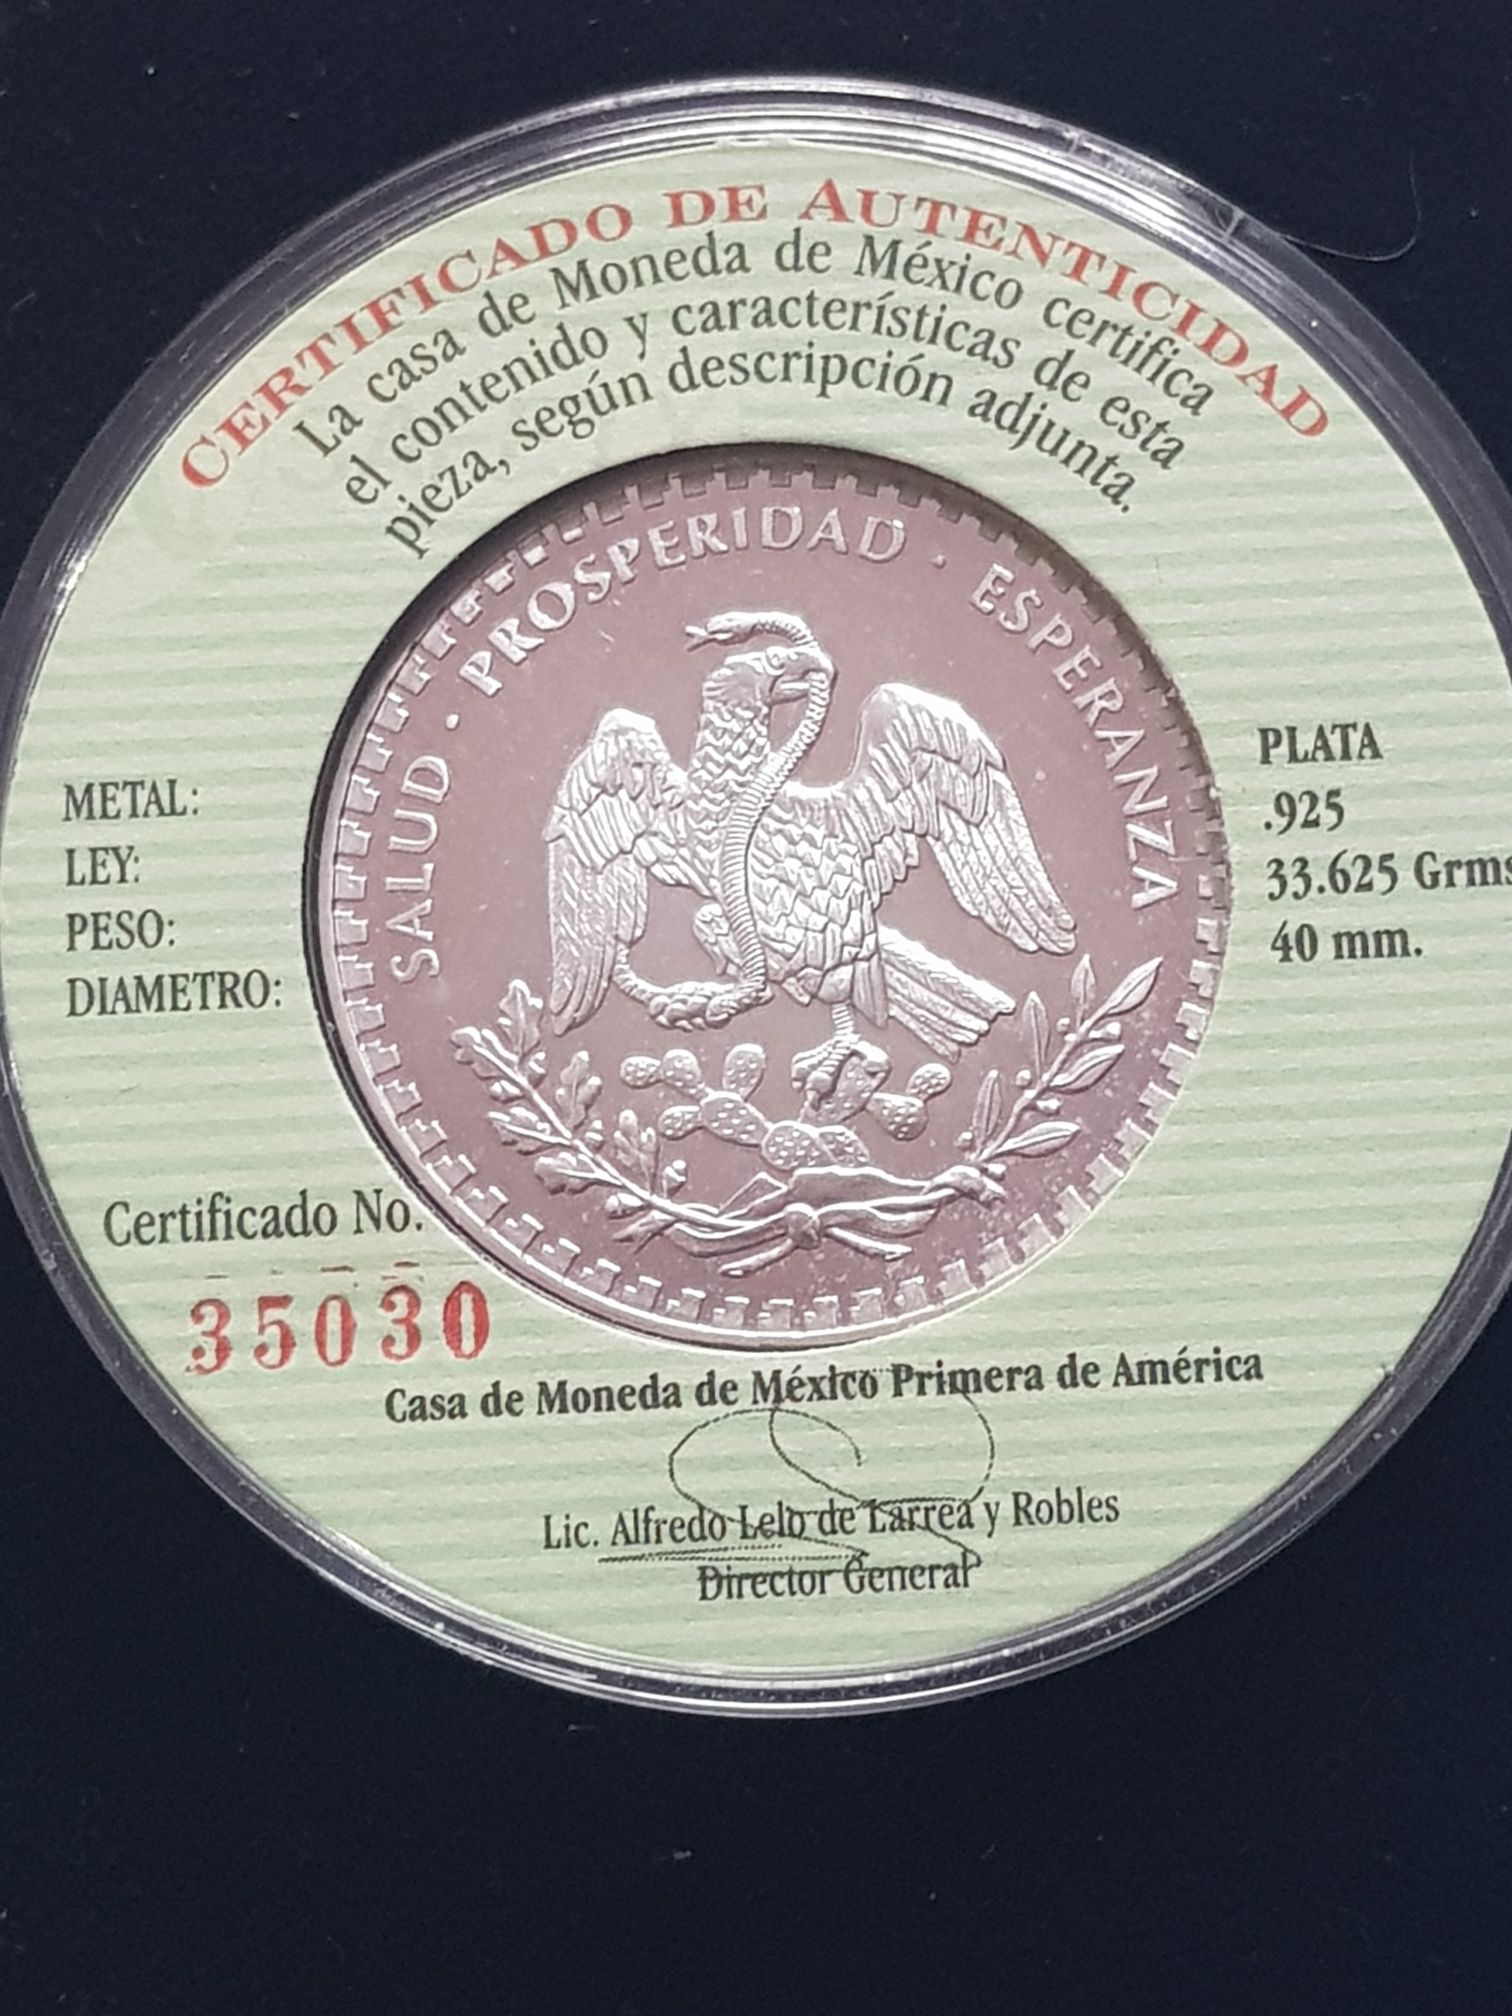 CERTIFICADO DE AUTENTICIDAD
La casa de Moneda de México certifica
el contenido y características de esta
pieza, según descripción adjunta.
SALUD · PROSPERIDAD · ESPERANZA
METAL: PLATA
LEY: .925
PESO: 33.625 Grms
DIAMETRO: 40 mm.
Certificado No.
35030
Casa de Moneda de México Primera de América
Lic. Alfredo Lelo de Larrea y Robles
Director General